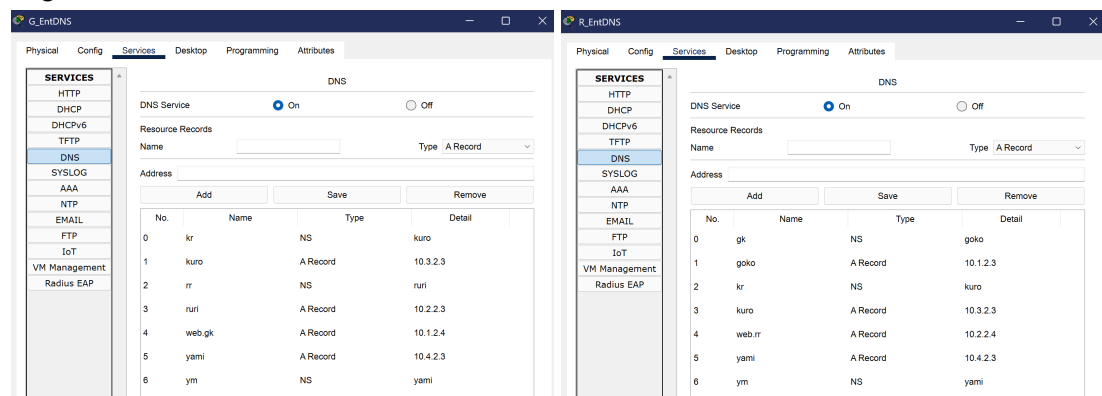 G_EntDNS
Physical Config Services Desktop Programming Attributes
SERVICES
HTTP
DHCP
DHCPv6
TFTP
DNS
SYSLOG
AAA
NTP
EMAIL
FTP
IoT
VM Management
Radius EAP
DNS
DNS Service On Off
Resource Records
Name Type A Record
Address
Add Save Remove
No. Name Type Detail
0 kr NS kuro
1 kuro A Record 10.3.2.3
2 rr NS ruri
3 ruri A Record 10.2.2.3
4 web.gk A Record 10.1.2.4
5 yami A Record 10.4.2.3
6 ym NS yami
R_EntDNS
Physical Config Services Desktop Programming Attributes
SERVICES
HTTP
DHCP
DHCPv6
TFTP
DNS
SYSLOG
AAA
NTP
EMAIL
FTP
IoT
VM Management
Radius EAP
DNS
DNS Service On Off
Resource Records
Name Type A Record
Address
Add Save Remove
No. Name Type Detail
0 gk NS goko
1 goko A Record 10.1.2.3
2 kr NS kuro
3 kuro A Record 10.3.2.3
4 web.rr A Record 10.2.2.4
5 yami A Record 10.4.2.3
6 ym NS yami